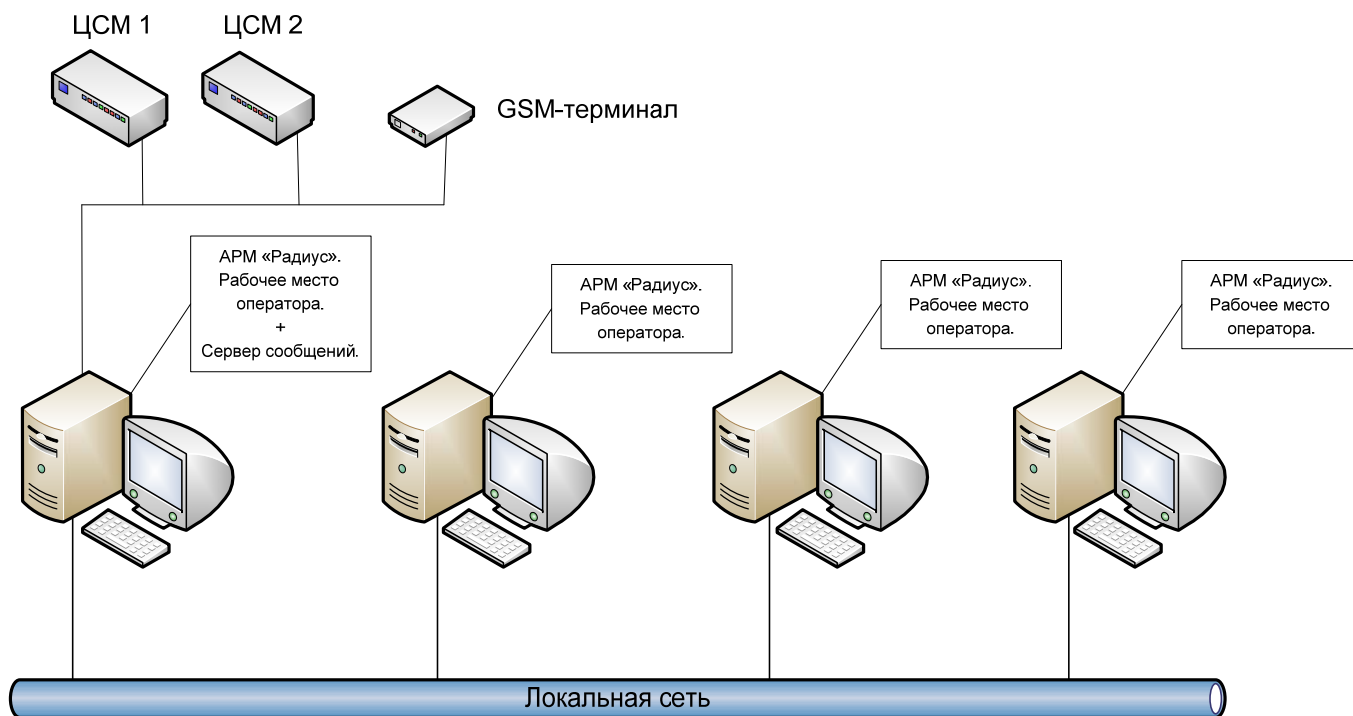 ЦСМ 1
ЦСМ 2
GSM-терминал
АРМ «Радиус».
Рабочее место
оператора.
+
Сервер сообщений.
АРМ «Радиус».
Рабочее место
оператора.
АРМ «Радиус».
Рабочее место
оператора.
АРМ «Радиус».
Рабочее место
оператора.
Локальная сеть